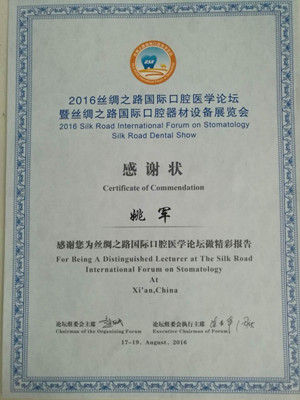 2016丝绸之路国际口腔医学论坛
暨丝绸之路国际口腔器材设备展览会
2016 Silk Road International Forum on Stomatology
Silk Road Dental Show
感谢状
Certificate of Commendation
姚军
感谢您为丝绸之路国际口腔医学论坛做精彩报告
For Being A Distinguished Lecturer at The Silk Road
International Forum on Stomatology
At
Xi'an,China
论坛组委会主席
论坛组委会执行主席
Chairman of the Organizing Forum
Executive Chairman of Forum
17-19, August, 2016